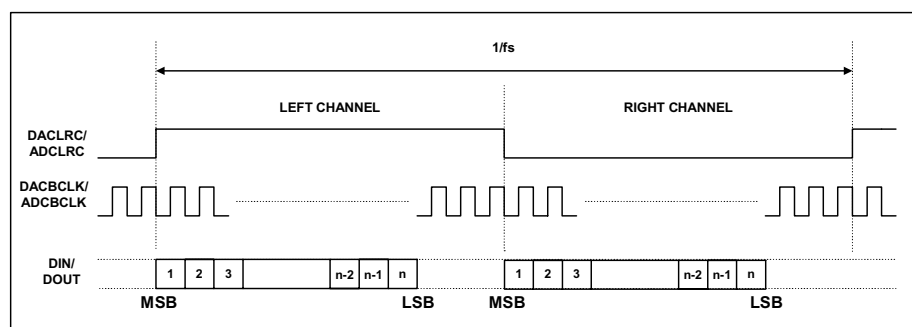 1/fs
LEFT CHANNEL RIGHT CHANNEL
DACLRC/
ADCLRC
DACBCLK/
ADCBCLK
DIN/
DOUT
1 2 3 n-2 n-1 n 1 2 3 n-2 n-1 n
MSB LSB MSB LSB